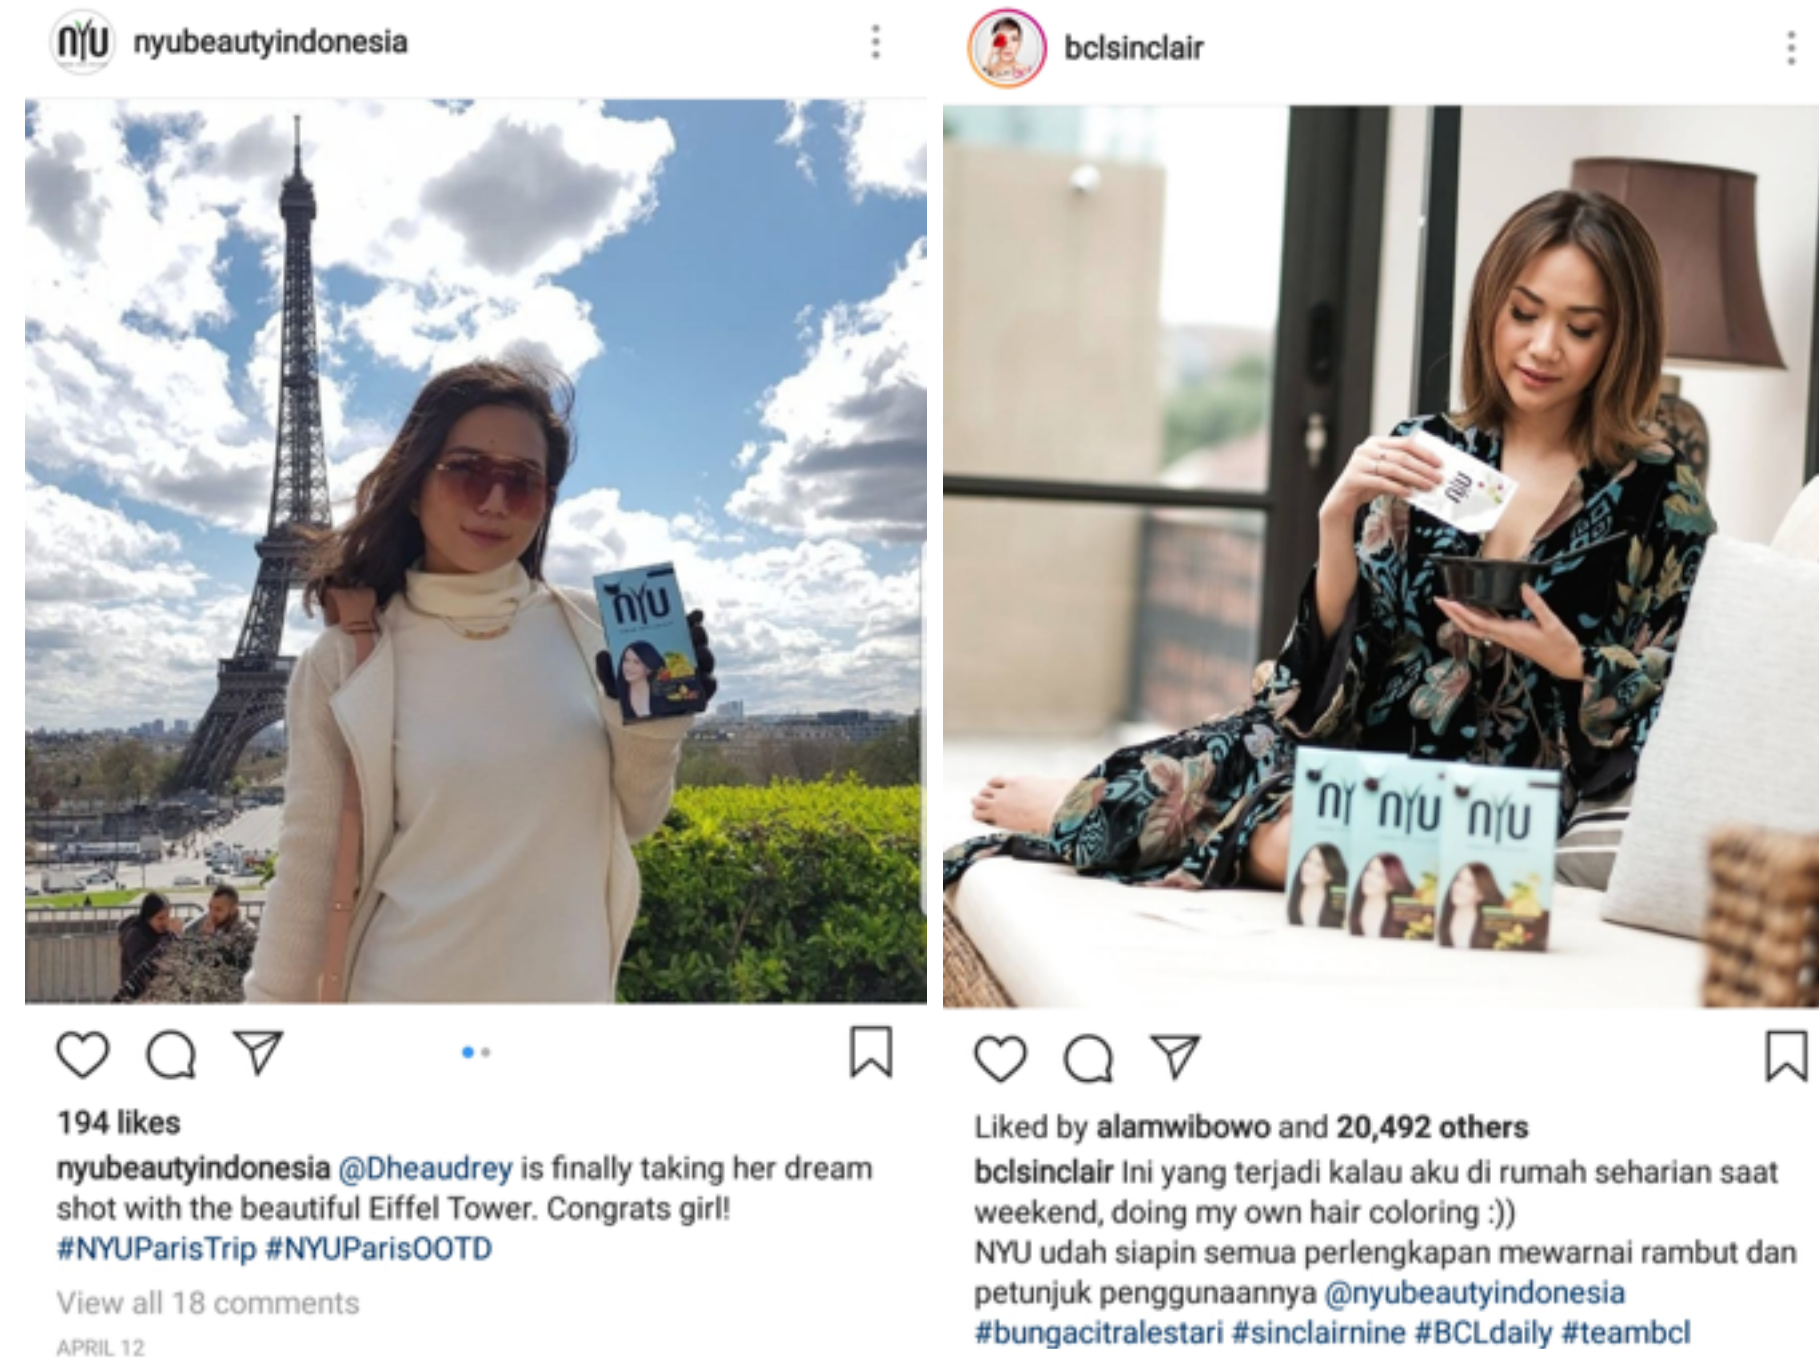 NYU nyubeautyindonesia
NYU
194 likes
nyubeautyindonesia @Dheaudrey is finally taking her dream
shot with the beautiful Eiffel Tower. Congrats girl!
#NYUParisTrip #NYUParisOOTD
View all 18 comments
APRIL 12
bclsinclair
NYU
NY NYU NYU
Liked by alamwibowo and 20,492 others
bclsinclair Ini yang terjadi kalau aku di rumah seharian saat
weekend, doing my own hair coloring :))
NYU udah siapin semua perlengkapan mewarnai rambut dan
petunjuk penggunaannya @nyubeautyindonesia
#bungacitralestari #sinclairnine #BCLdaily #teambcl